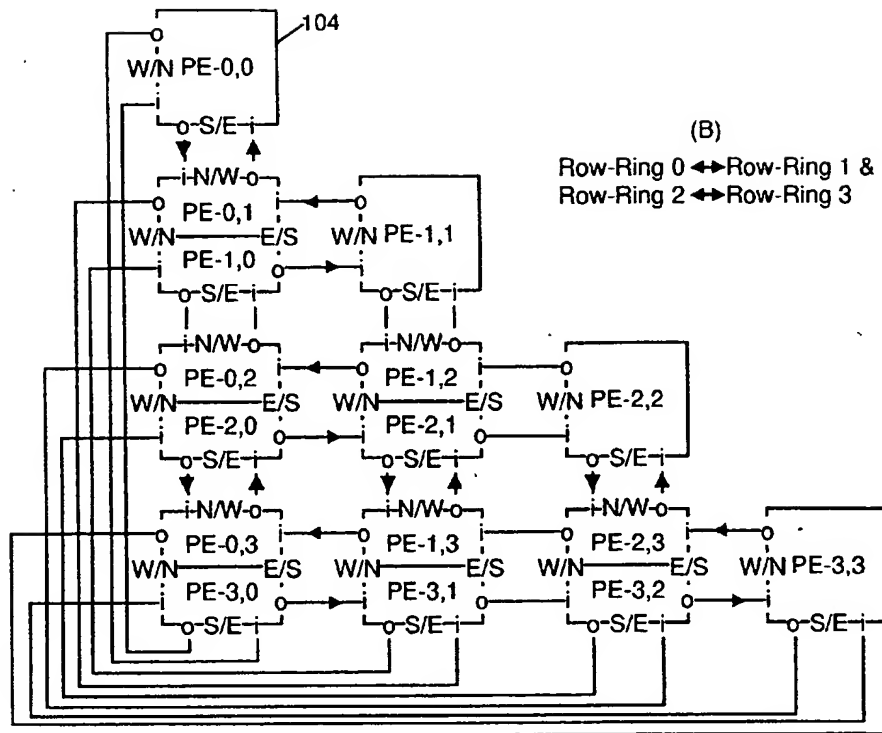 104
o
W/N PE-0,0
i
o-S/E-i
(B)
Row-Ring 0 ◄►Row-Ring 1 &
Row-Ring 2 ◄►Row-Ring 3
i-N/W-o
o PE-0,1 i o
W/N E/S W/N PE-1,1
i PE-1,0 o i
o-S/E-i o-S/E-i
i-N/W-o i-N/W-o
o PE-0,2 i o PE-1,2 i o
W/N E/S W/N E/S W/N PE-2,2
i PE-2,0 o i PE-2,1 o i
o-S/E-i o-S/E-i o-S/E-i
i-N/W-o i-N/W-o i-N/W-o
o PE-0,3 i o PE-1,3 i o PE-2,3 i o
W/N E/S W/N E/S W/N E/S W/N PE-3,3
i PE-3,0 o i PE-3,1 o i PE-3,2 o i
o-S/E-i o-S/E-i o-S/E-i o-S/E-i